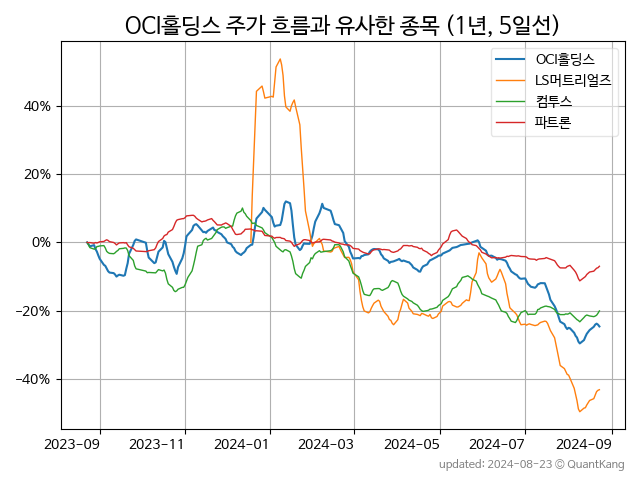 OCI홀딩스 주가 흐름과 유사한 종목 (1년, 5일선)
OCI홀딩스
LS머트리얼즈
컴투스
파트론
40%
20%
0%
−20%
−40%
2023-09 2023-11 2024-01 2024-03 2024-05 2024-07 2024-09
updated: 2024-08-23 © QuantKang